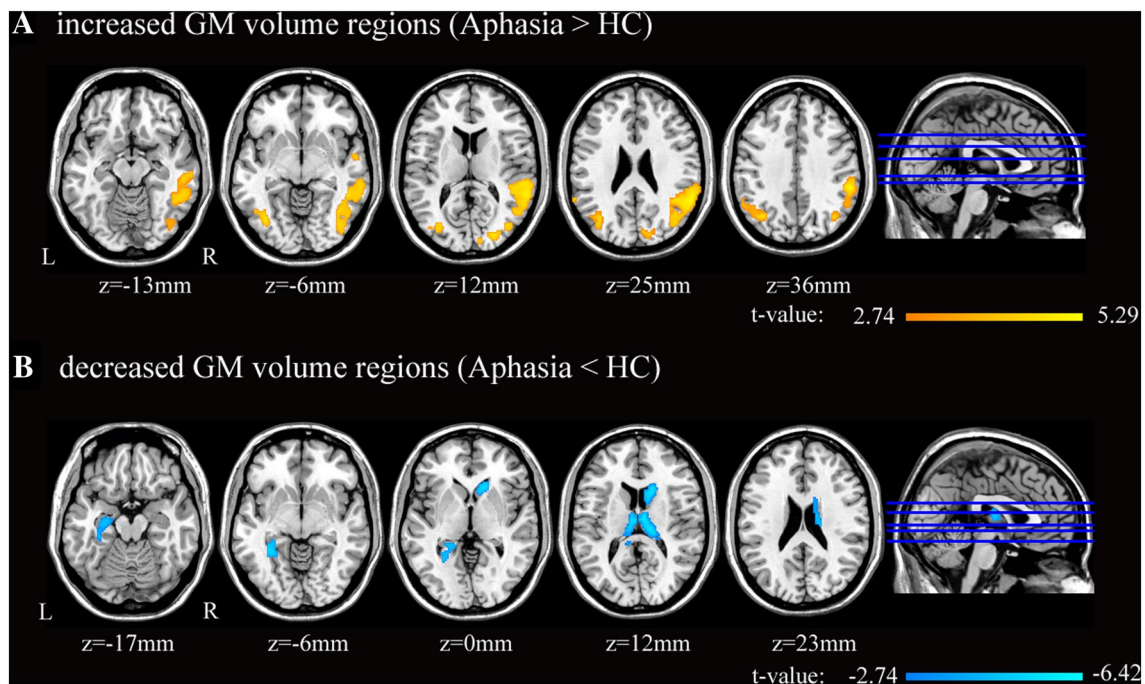 A increased GM volume regions (Aphasia > HC)
L R
z=-13mm z=-6mm 12mm z=25mm z=36mm
t-value: 2.74 5.29
B decreased GM volume regions (Aphasia < HC)
L R
z=-17mm z=-6mm z=0mm z=12mm z=23mm
t-value: -2.74 -6.42